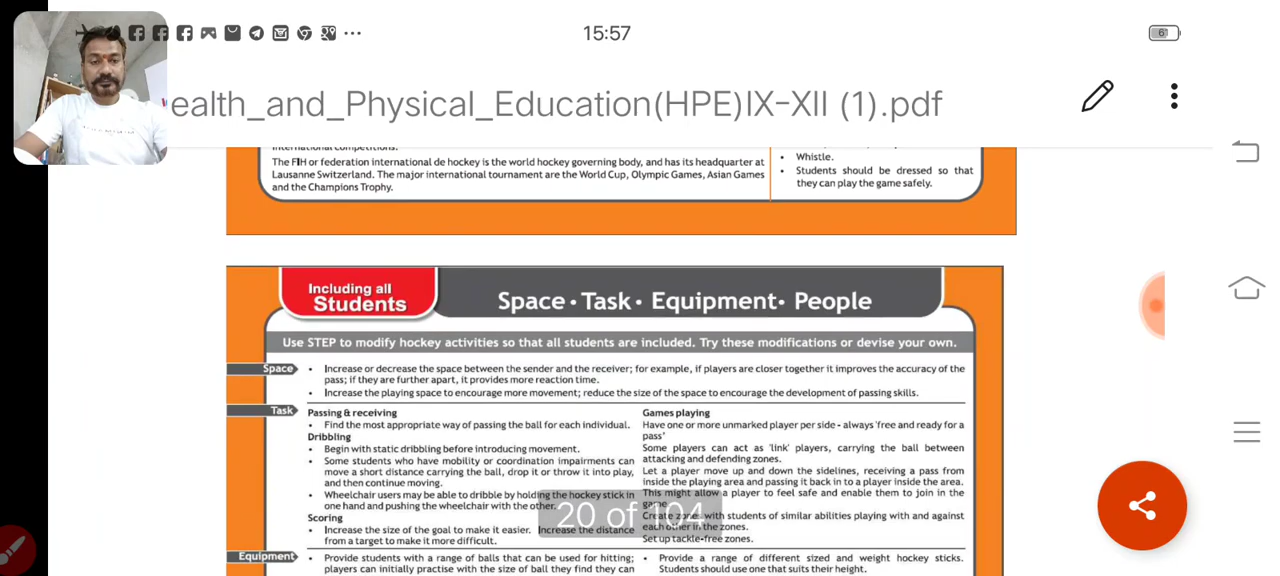 15:57
61
ealth_and_Physical_Education(HPE)IX-XII (1).pdf
International competitions.
The FIH or federation international de hockey is the world hockey governing body, and has its headquarter at
Lausanne Switzerland. The major international tournament are the World Cup, Olympic Games, Asian Games
and the Champions Trophy.
• Whistle.
• Students should be dressed so that
they can play the game safely.
Including all
Students
Space • Task • Equipment • People
Use STEP to modify hockey activities so that all students are included. Try these modifications or devise your own.
Space
• Increase or decrease the space between the sender and the receiver; for example, if players are closer together it improves the accuracy of the
pass; if they are further apart, it provides more reaction time.
• Increase the playing space to encourage more movement; reduce the size of the space to encourage the development of passing skills.
Task
Passing & receiving
• Find the most appropriate way of passing the ball for each individual.
Dribbling
• Begin with static dribbling before introducing movement.
• Some students who have mobility or coordination impairments can
move a short distance carrying the ball, drop it or throw it into play,
and then continue moving.
• Wheelchair users may be able to dribble by holding the hockey stick in
one hand and pushing the wheelchair with the other.
Scoring
• Increase the size of the goal to make it easier. Increase the distance
from a target to make it more difficult.
Games playing
Have one or more unmarked player per side - always 'free and ready for a
pass'
Some players can act as 'link' players, carrying the ball between
attacking and defending zones.
Let a player move up and down the sidelines, receiving a pass from
inside the playing area and passing it back in to a player inside the area.
This might allow a player to feel safe and enable them to join in the
game.
Create zones with students of similar abilities playing with and against
each other in the zones.
Set up tackle-free zones.
20 of 104
Equipment
• Provide students with a range of balls that can be used for hitting;
players can initially practise with the size of ball they find they can
• Provide a range of different sized and weight hockey sticks.
Students should use one that suits their height.